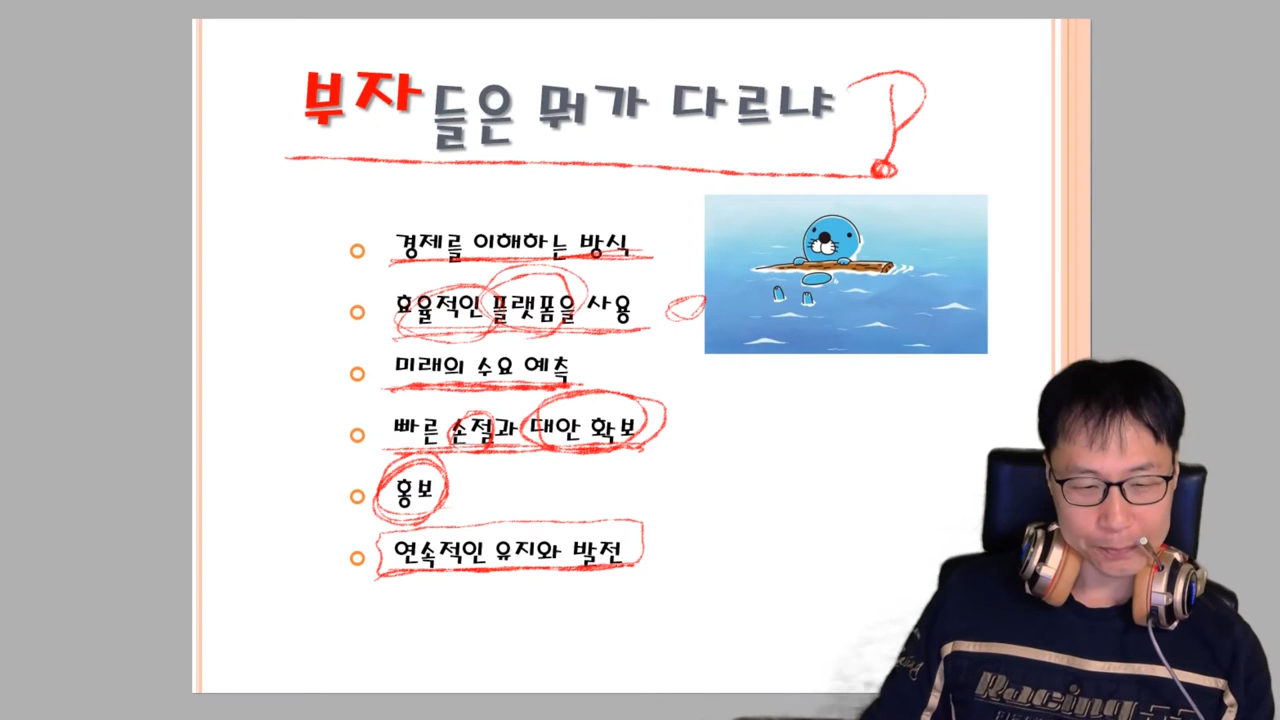 부자들은 뭐가 다르냐?
경제를 이해하는 방식
효율적인 플랫폼을 사용
미래의 수요 예측
빠른 손절과 대안 확보
홍보
연속적인 유지와 발전
Racing